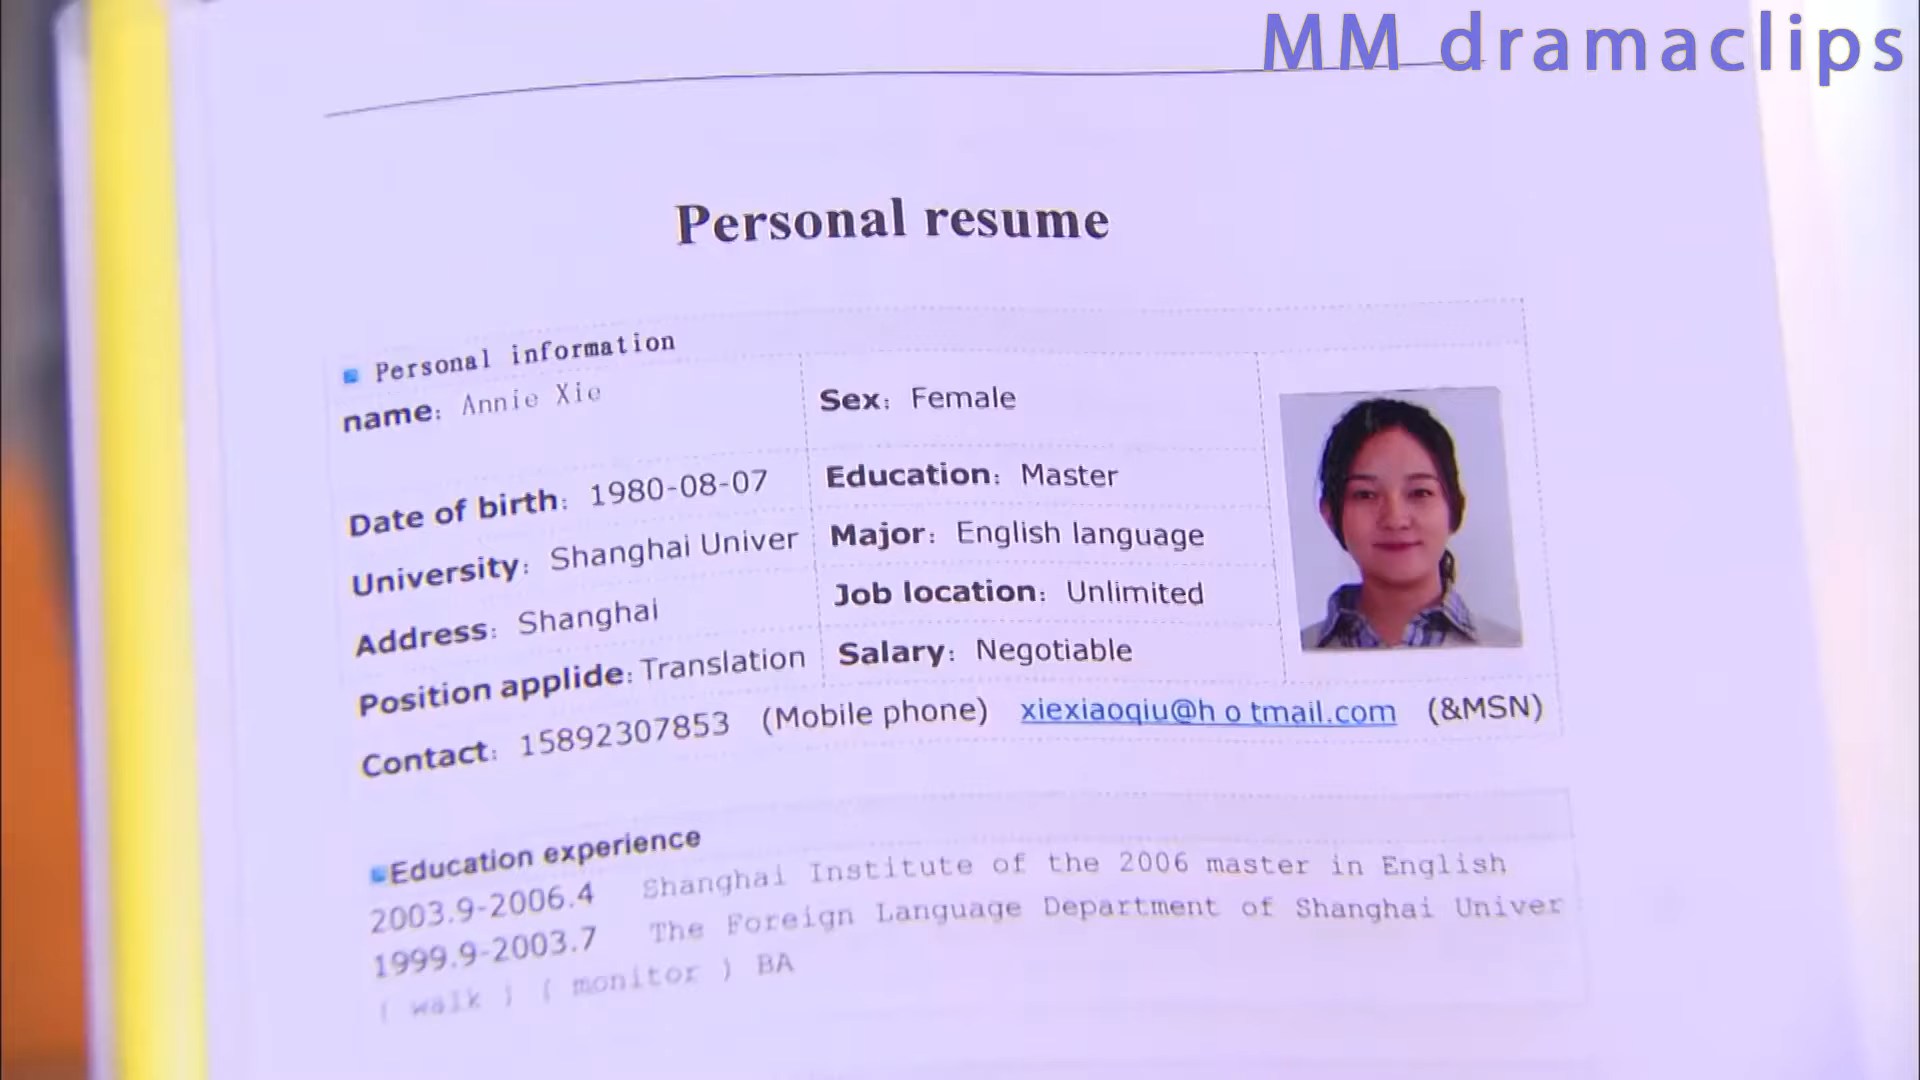 MM dramaclips
Personal resume
Personal information
name: Annie Xie
Sex: Female
Date of birth: 1980-08-07
Education: Master
University: Shanghai Univer
Major: English language
Address: Shanghai
Job location: Unlimited
Position applide: Translation
Salary: Negotiable
Contact: 15892307853 (Mobile phone) xiexiaoqiu@h o tmail.com (&MSN)
Education experience
2003.9-2006.4 Shanghai Institute of the 2006 master in English
1999.9-2003.7 The Foreign Language Department of Shanghai Univer
( walk ) ( monitor ) BA